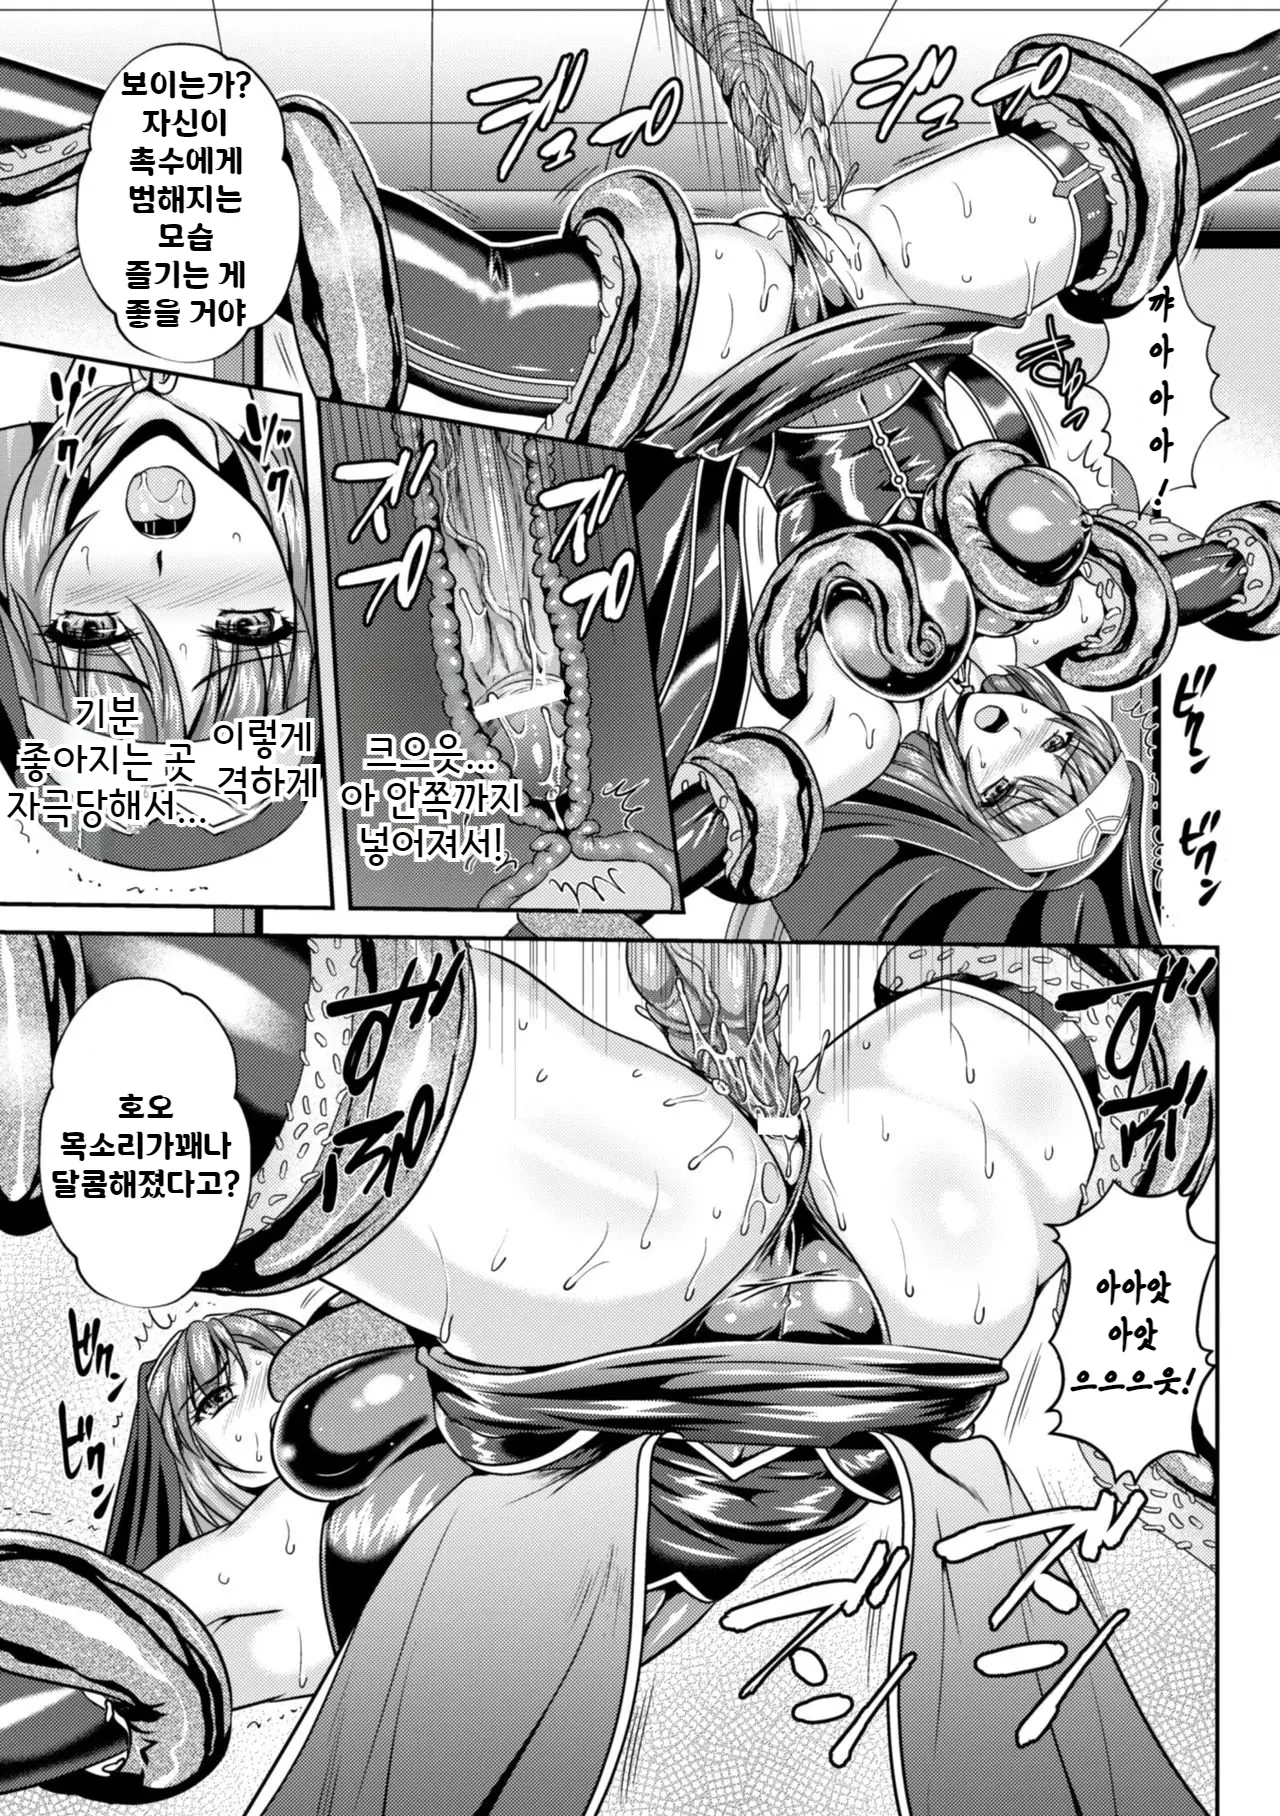 보이는가?
자신이
촉수에게
범해지는
모습
즐기는 게
좋을 거야
꺄
아
아
아
아
!
크으웃...
아 안쪽까지
넣어져서!
이렇게
격하게
기분
좋아지는 곳
자극당해서...
호오
목소리가꽤나
달콤해졌다고?
아아앗
아앗
으으으읏!